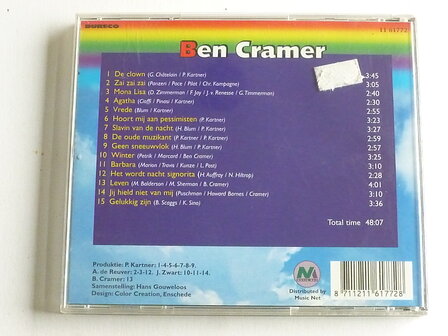 DURECO
11 61772
Ben Cramer
1 De clown (G. Châtelain / P. Kartner) 3:45
2 Zai zai zai (Panzeri / Pace / Pilat / Chr. Kampagne) 3:05
3 Mona Lisa (D. Zimmerman / F. Jay / J. v. Renesse / G. Timmerman) 2:40
4 Agatha (Cioffi / Pivasi / Kartner) 2:30
5 Vrede (Blum / Kartner) 2:55
6 Hoort mij aan pessimisten (P. Kartner) 3:23
7 Slavin van de nacht (H. Blum / P. Kartner) 3:27
8 De oude muzikant (P. Kartner) 2:59
9 Geen sneeuwvlok (H. Blum / P. Kartner) 2:57
10 Winter (Petrik / Marcard / Ben Cramer) 3:25
11 Barbara (Morian / Travis / Kunze / L. Post) 3:10
12 Het wordt nacht signorita (H Auffray / N. Hiltrop) 2:28
13 Leven (M. Balderson / M. Sherman / B. Cramer) 4:01
14 Jij hield niet van mij (Puschmen / Howard Barnes / Cramer) 3:10
15 Gelukkig zijn (B. Scaggs / K. Sino) 3:36
Total time 48:07
Produktie: P. Kartner: 1-4-5-6-7-8-9.
A. de Reuver: 2-3-12. J. Zwart: 10-11-14.
B. Cramer: 13
Samenstelling: Hans Gouweloos
Design: Color Creation, Enschede
Distributed by
Music Net
8 711211 617728